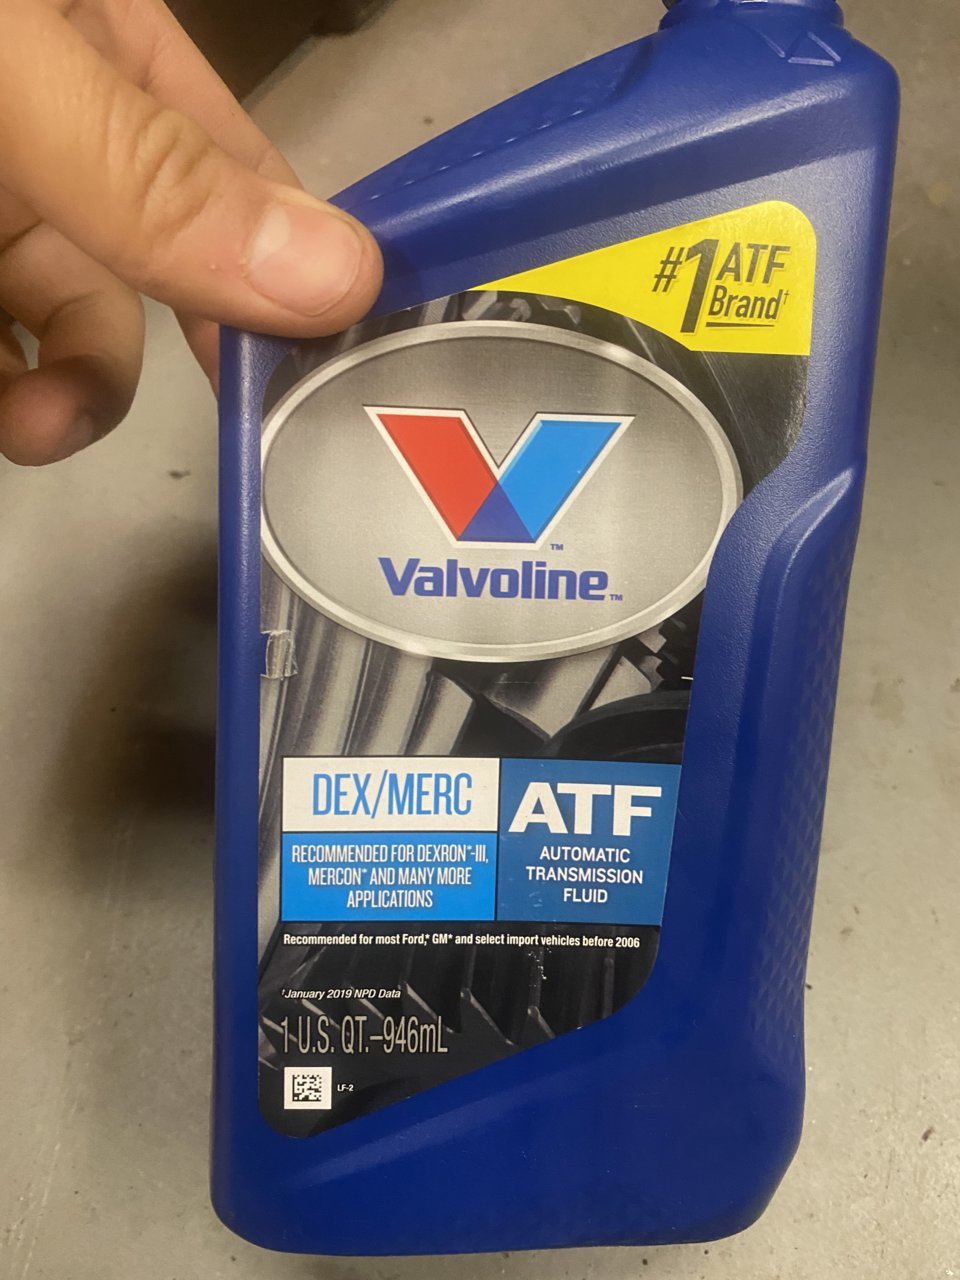 #1 ATF
Brand†
Valvoline™
DEX/MERC
RECOMMENDED FOR DEXRON*-III,
MERCON* AND MANY MORE
APPLICATIONS
ATF
AUTOMATIC
TRANSMISSION
FLUID
Recommended for most Ford,* GM* and select import vehicles before 2006
†January 2019 NPD Data
1 U.S. QT.–946mL
LF-2